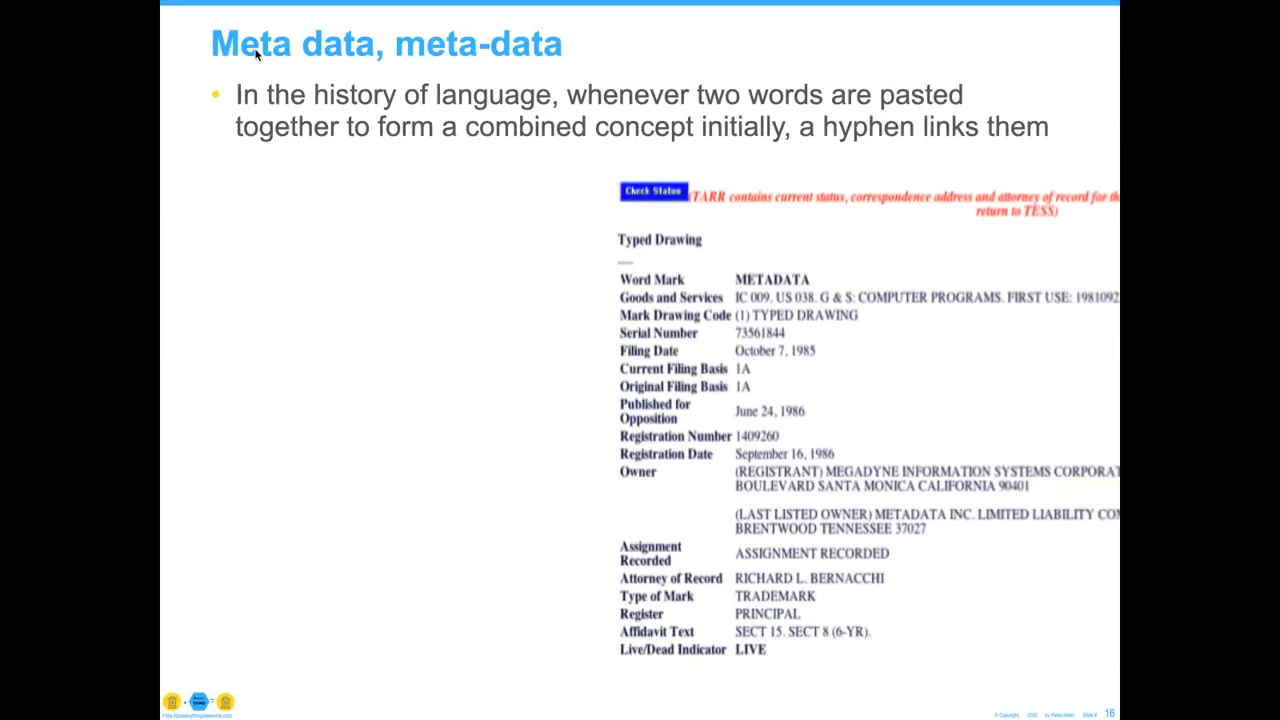 Meta data, meta-data
• In the history of language, whenever two words are pasted
together to form a combined concept initially, a hyphen links them
Check Status
(TARR contains current status, correspondence address and attorney of record for th
return to TESS)
Typed Drawing
Word Mark METADATA
Goods and Services IC 009. US 038. G & S: COMPUTER PROGRAMS. FIRST USE: 1981092
Mark Drawing Code (1) TYPED DRAWING
Serial Number 73561844
Filing Date October 7, 1985
Current Filing Basis 1A
Original Filing Basis 1A
Published for
Opposition June 24, 1986
Registration Number 1409260
Registration Date September 16, 1986
Owner (REGISTRANT) MEGADYNE INFORMATION SYSTEMS CORPORAT
BOULEVARD SANTA MONICA CALIFORNIA 90401
(LAST LISTED OWNER) METADATA INC. LIMITED LIABILITY COM
BRENTWOOD TENNESSEE 37027
Assignment
Recorded ASSIGNMENT RECORDED
Attorney of Record RICHARD L. BERNACCHI
Type of Mark TRADEMARK
Register PRINCIPAL
Affidavit Text SECT 15. SECT 8 (6-YR).
Live/Dead Indicator LIVE
© Copyright 2020 by Peter Aiken Slide # 16